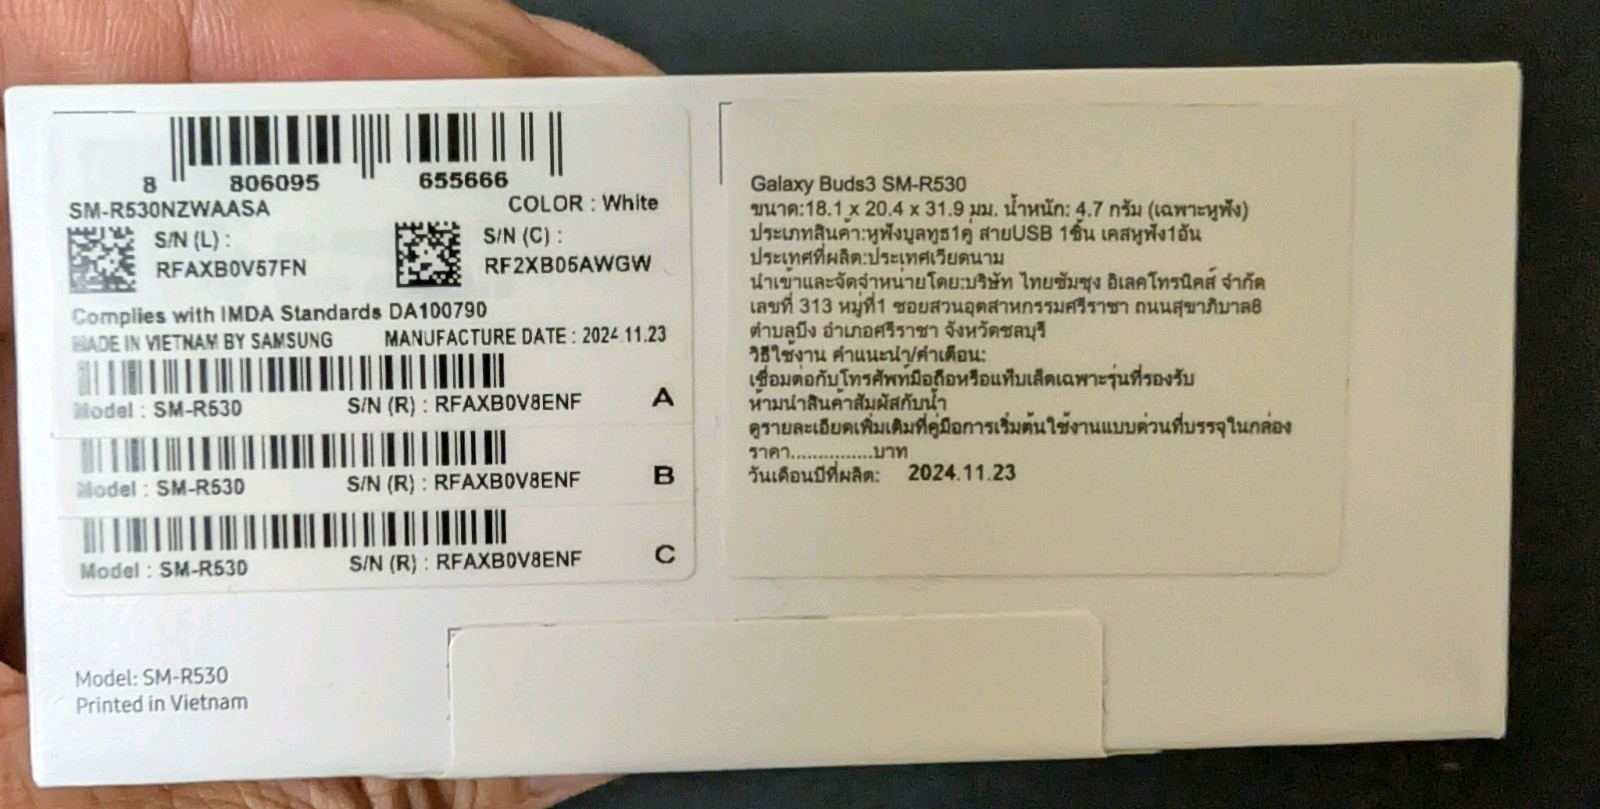 8 806095 655666
SM-R530NZWAASA COLOR : White
S/N (L) : S/N (C) :
RFAXB0V57FN RF2XB05AWGW
Complies with IMDA Standards DA100790
MADE IN VIETNAM BY SAMSUNG MANUFACTURE DATE : 2024.11.23
Model : SM-R530 S/N (R) : RFAXB0V8ENF A
Model : SM-R530 S/N (R) : RFAXB0V8ENF B
Model : SM-R530 S/N (R) : RFAXB0V8ENF C
Model: SM-R530
Printed in Vietnam
Galaxy Buds3 SM-R530
ขนาด:18.1 x 20.4 x 31.9 มม. น้ำหนัก: 4.7 กรัม (เฉพาะหูฟัง)
ประเภทสินค้า:หูฟังบูลทูธ1คู่ สายUSB 1ชิ้น เคสหูฟัง1อัน
ประเทศที่ผลิต:ประเทศเวียดนาม
นำเข้าและจัดจำหน่ายโดย:บริษัท ไทยซัมซุง อิเลคโทรนิคส์ จำกัด
เลขที่ 313 หมู่ที่1 ซอยสวนอุตสาหกรรมศรีราชา ถนนสุขาภิบาล8
ตำบลบึง อำเภอศรีราชา จังหวัดชลบุรี
วิธีใช้งาน คำแนะนำ/คำเตือน:
เชื่อมต่อกับโทรศัพท์มือถือหรือแท็บเล็ตเฉพาะรุ่นที่รองรับ
ห้ามนำสินค้าสัมผัสกับน้ำ
ดูรายละเอียดเพิ่มเติมที่คู่มือการเริ่มต้นใช้งานแบบด่วนที่บรรจุในกล่อง
ราคา...............บาท
วันเดือนปีที่ผลิต: 2024.11.23